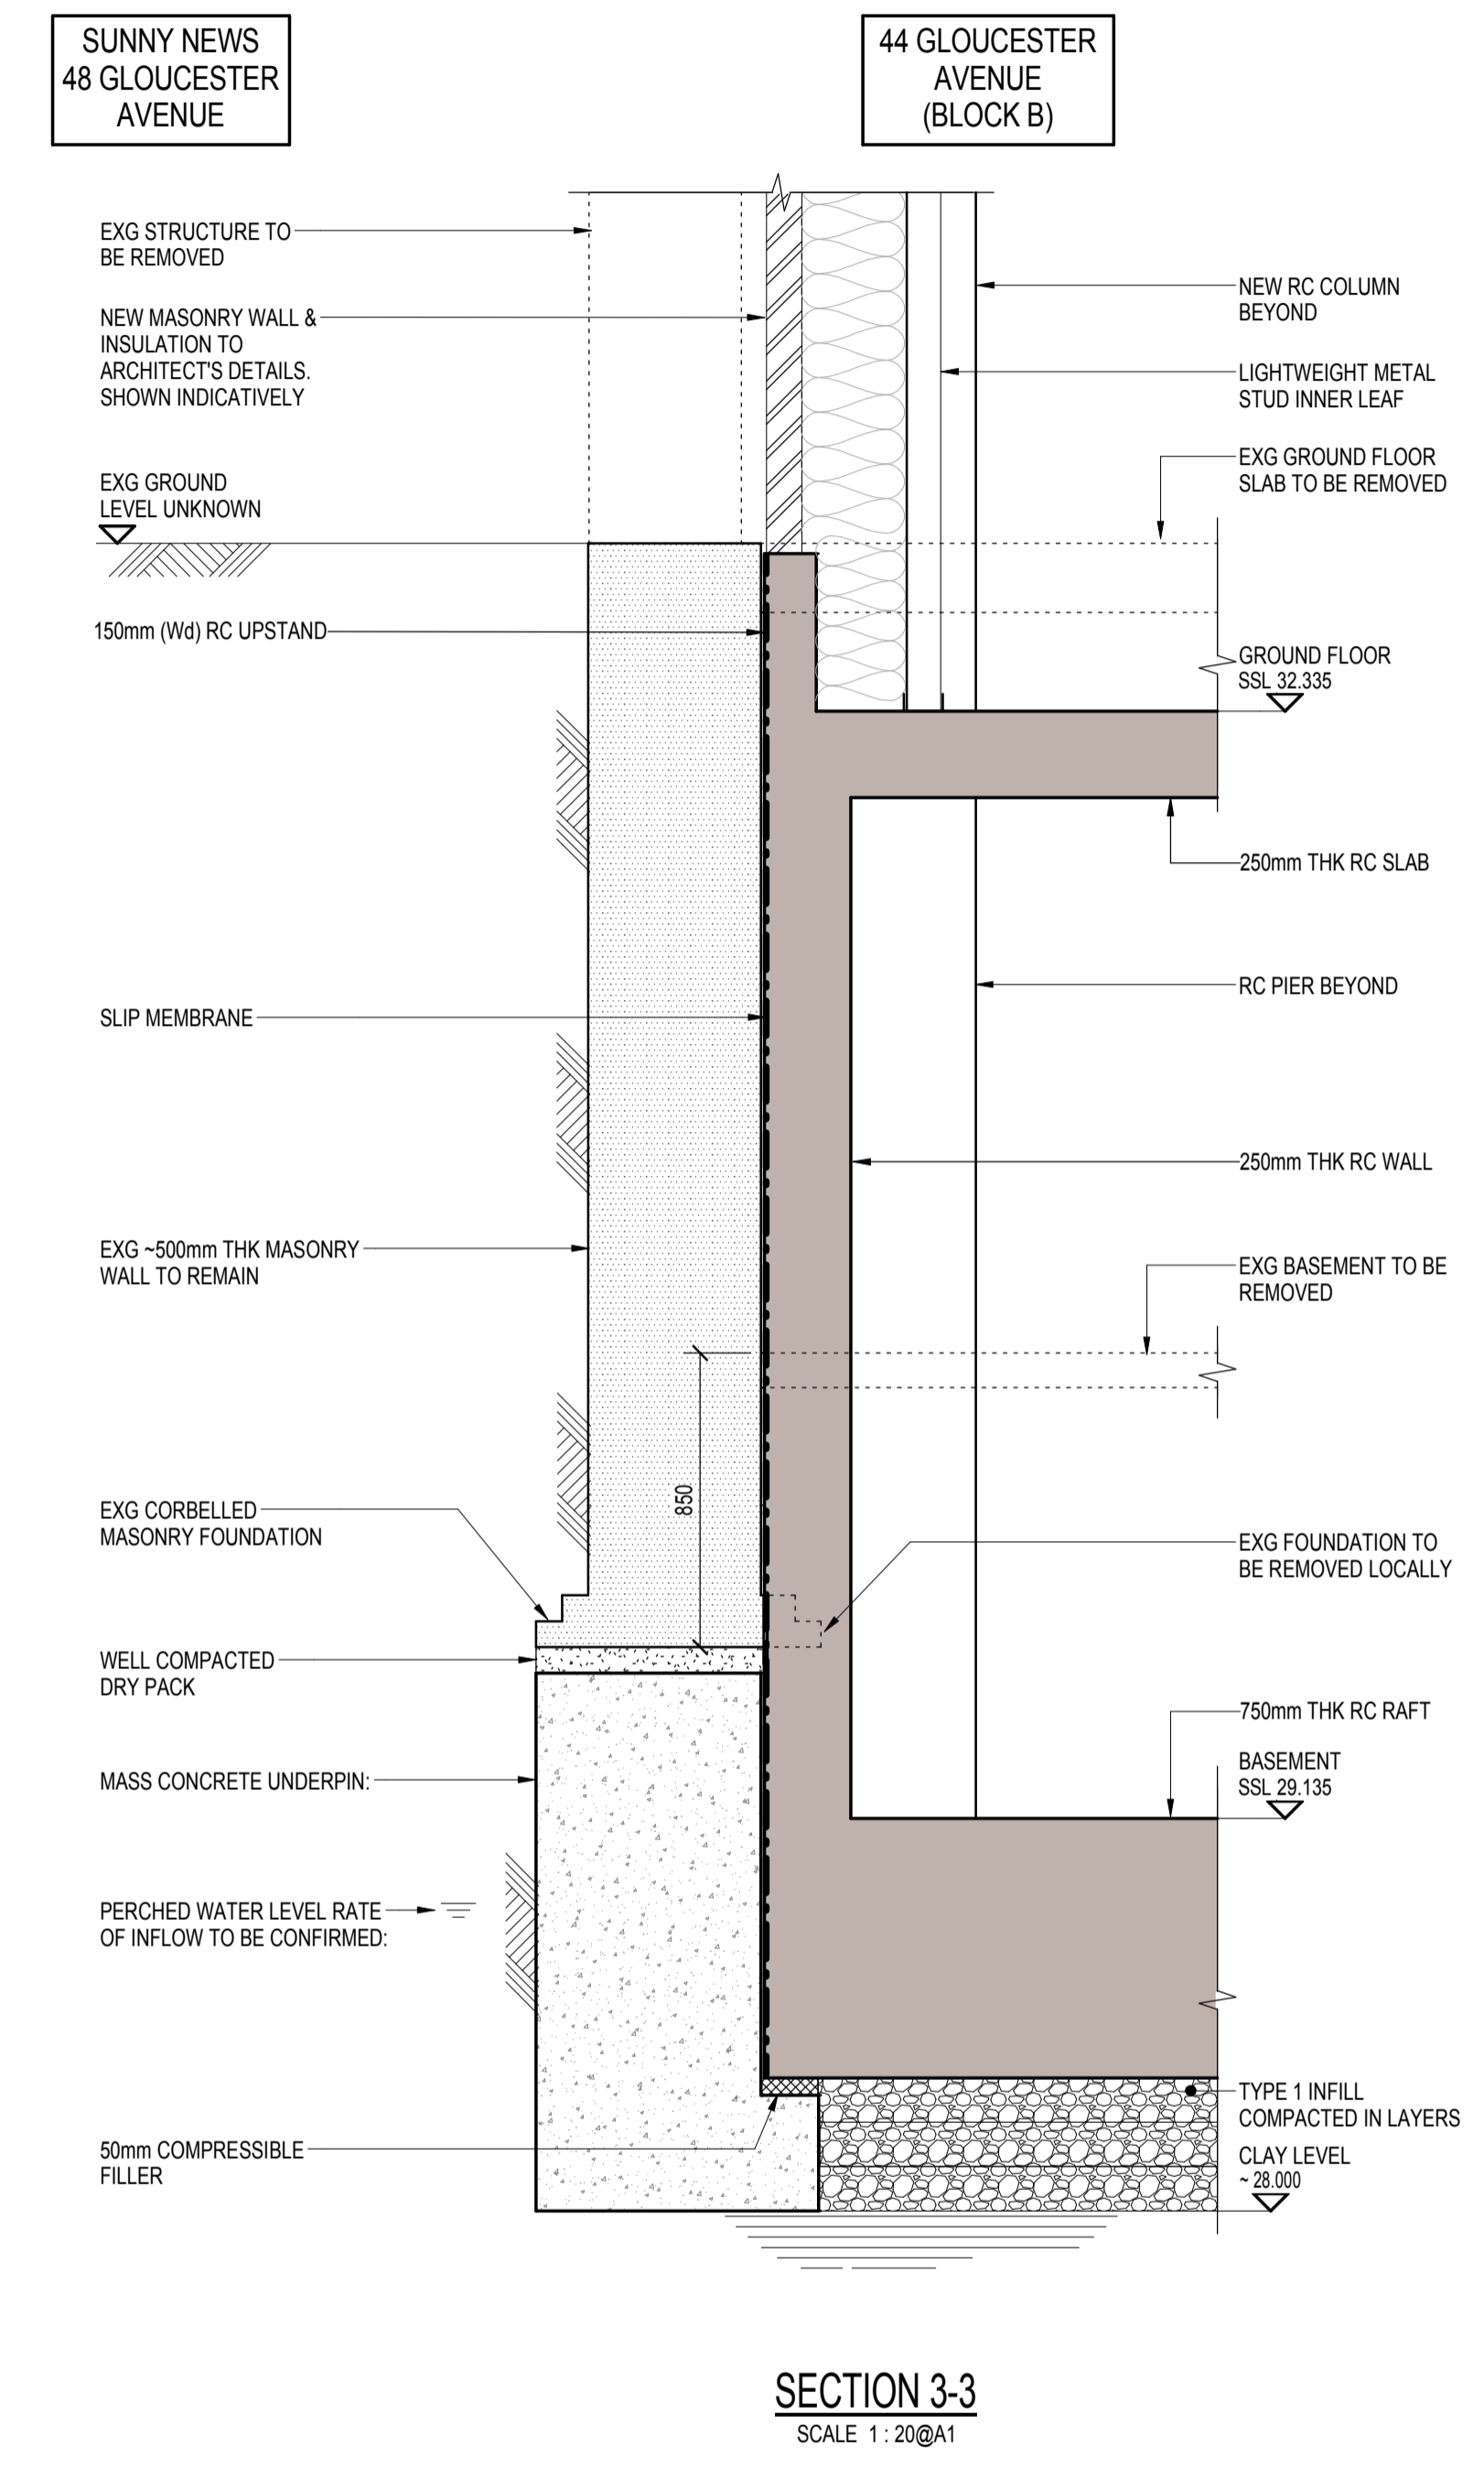 SUNNY NEWS
48 GLOUCESTER
AVENUE
44 GLOUCESTER
AVENUE
(BLOCK B)
EXG STRUCTURE TO
BE REMOVED
NEW MASONRY WALL &
INSULATION TO
ARCHITECT'S DETAILS.
SHOWN INDICATIVELY
EXG GROUND
LEVEL UNKNOWN
150mm (Wd) RC UPSTAND
SLIP MEMBRANE
EXG ~500mm THK MASONRY
WALL TO REMAIN
EXG CORBELLED
MASONRY FOUNDATION
WELL COMPACTED
DRY PACK
MASS CONCRETE UNDERPIN:
PERCHED WATER LEVEL RATE
OF INFLOW TO BE CONFIRMED:
50mm COMPRESSIBLE
FILLER
850
NEW RC COLUMN
BEYOND
LIGHTWEIGHT METAL
STUD INNER LEAF
EXG GROUND FLOOR
SLAB TO BE REMOVED
GROUND FLOOR
SSL 32.335
250mm THK RC SLAB
RC PIER BEYOND
250mm THK RC WALL
EXG BASEMENT TO BE
REMOVED
EXG FOUNDATION TO
BE REMOVED LOCALLY
750mm THK RC RAFT
BASEMENT
SSL 29.135
TYPE 1 INFILL
COMPACTED IN LAYERS
CLAY LEVEL
~ 28.000
SECTION 3-3
SCALE 1 : 20@A1